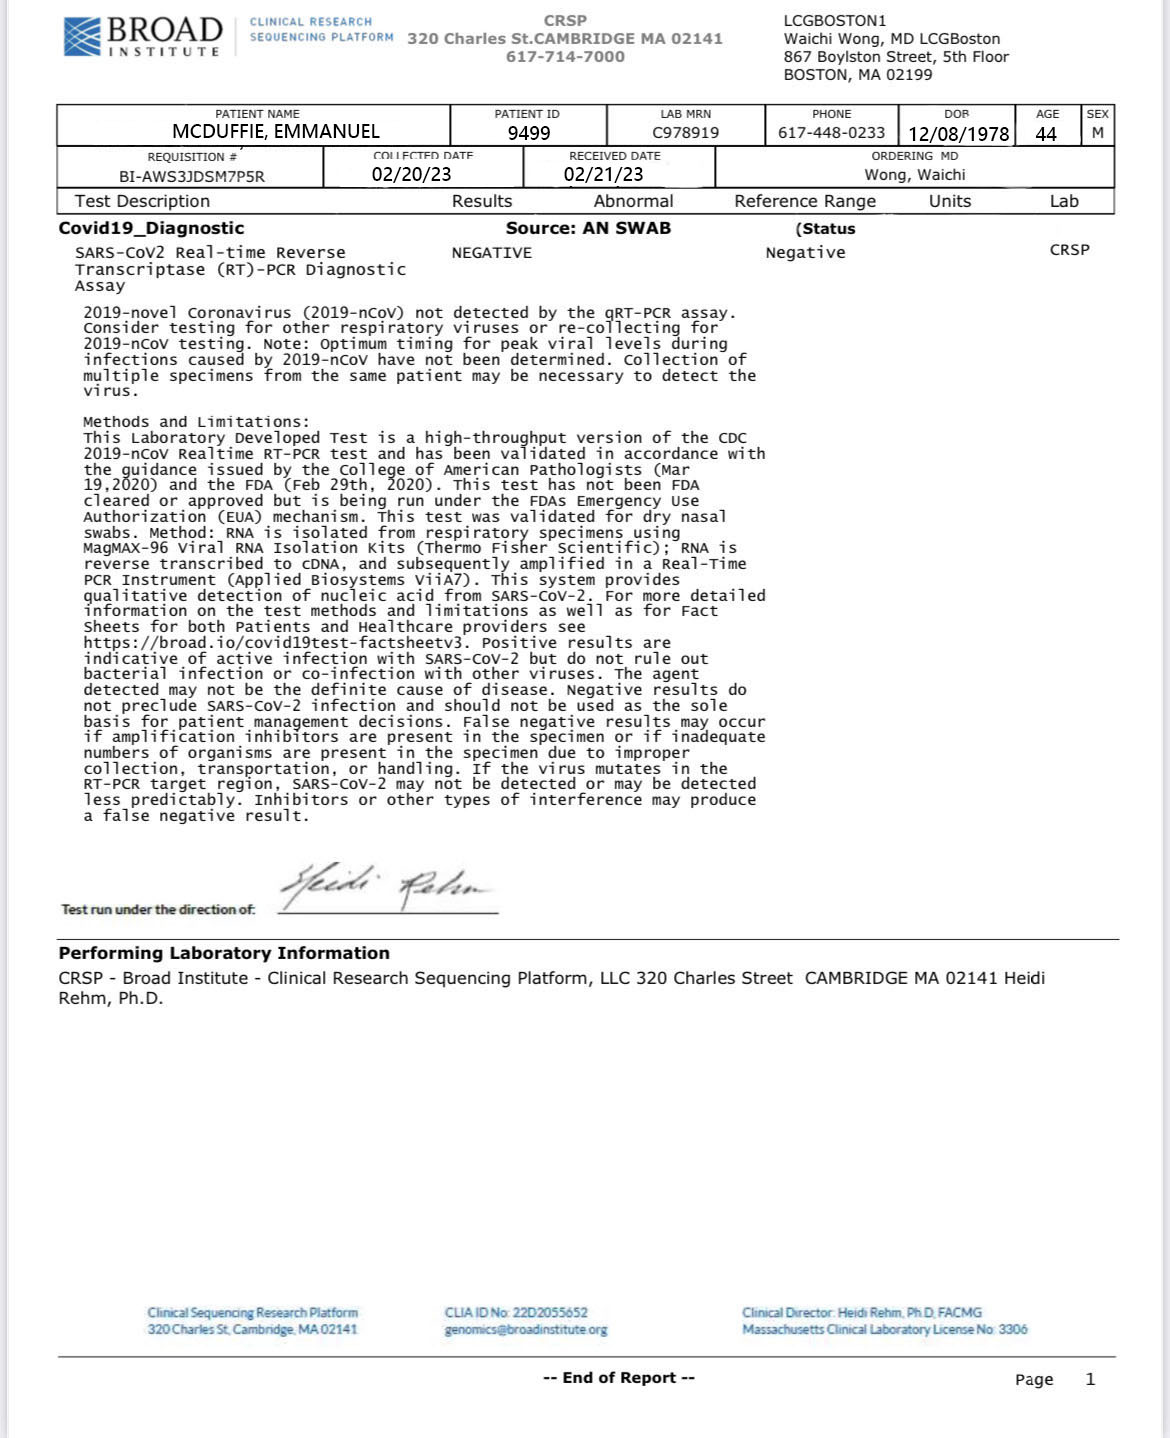 BROAD
INSTITUTE
CLINICAL RESEARCH
SEQUENCING PLATFORM
CRSP
320 Charles St.CAMBRIDGE MA 02141
617-714-7000
LCGBOSTON1
Waichi Wong, MD LCGBoston
867 Boylston Street, 5th Floor
BOSTON, MA 02199
PATIENT NAME PATIENT ID LAB MRN PHONE DOB AGE SEX
MCDUFFIE, EMMANUEL 9499 C978919 617-448-0233 12/08/1978 44 M
REQUISITION # COLLECTED DATE RECEIVED DATE ORDERING MD
BI-AWS3JDSM7P5R 02/20/23 02/21/23 Wong, Waichi
Test Description Results Abnormal Reference Range Units Lab
Covid19_Diagnostic Source: AN SWAB (Status
SARS-CoV2 Real-time Reverse NEGATIVE Negative CRSP
Transcriptase (RT)-PCR Diagnostic
Assay
2019-novel Coronavirus (2019-nCoV) not detected by the qRT-PCR assay.
Consider testing for other respiratory viruses or re-collecting for
2019-nCoV testing. Note: Optimum timing for peak viral levels during
infections caused by 2019-nCoV have not been determined. Collection of
multiple specimens from the same patient may be necessary to detect the
virus.
Methods and Limitations:
This Laboratory Developed Test is a high-throughput version of the CDC
2019-nCoV Realtime RT-PCR test and has been validated in accordance with
the guidance issued by the College of American Pathologists (Mar
19,2020) and the FDA (Feb 29th, 2020). This test has not been FDA
cleared or approved but is being run under the FDAs Emergency Use
Authorization (EUA) mechanism. This test was validated for dry nasal
swabs. Method: RNA is isolated from respiratory specimens using
MagMAX-96 Viral RNA Isolation Kits (Thermo Fisher Scientific); RNA is
reverse transcribed to cDNA, and subsequently amplified in a Real-Time
PCR Instrument (Applied Biosystems ViiA7). This system provides
qualitative detection of nucleic acid from SARS-CoV-2. For more detailed
information on the test methods and limitations as well as for Fact
Sheets for both Patients and Healthcare providers see
https://broad.io/covid19test-factsheetv3. Positive results are
indicative of active infection with SARS-CoV-2 but do not rule out
bacterial infection or co-infection with other viruses. The agent
detected may not be the definite cause of disease. Negative results do
not preclude SARS-CoV-2 infection and should not be used as the sole
basis for patient management decisions. False negative results may occur
if amplification inhibitors are present in the specimen or if inadequate
numbers of organisms are present in the specimen due to improper
collection, transportation, or handling. If the virus mutates in the
RT-PCR target region, SARS-CoV-2 may not be detected or may be detected
less predictably. Inhibitors or other types of interference may produce
a false negative result.
Heidi Rehm
Test run under the direction of:
Performing Laboratory Information
CRSP - Broad Institute - Clinical Research Sequencing Platform, LLC 320 Charles Street CAMBRIDGE MA 02141 Heidi
Rehm, Ph.D.
Clinical Sequencing Research Platform
320 Charles St, Cambridge, MA 02141
CLIA ID No: 22D2055652
genomics@broadinstitute.org
Clinical Director: Heidi Rehm, Ph.D, FACMG
Massachusetts Clinical Laboratory License No: 3306
-- End of Report --
Page 1